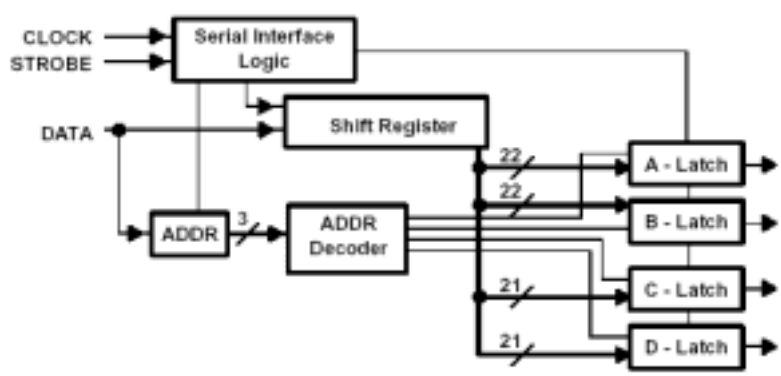 CLOCK
STROBE
Serial Interface
Logic
DATA
Shift Register
22
A - Latch
22
B - Latch
ADDR
3
ADDR
Decoder
21
C - Latch
21
D - Latch